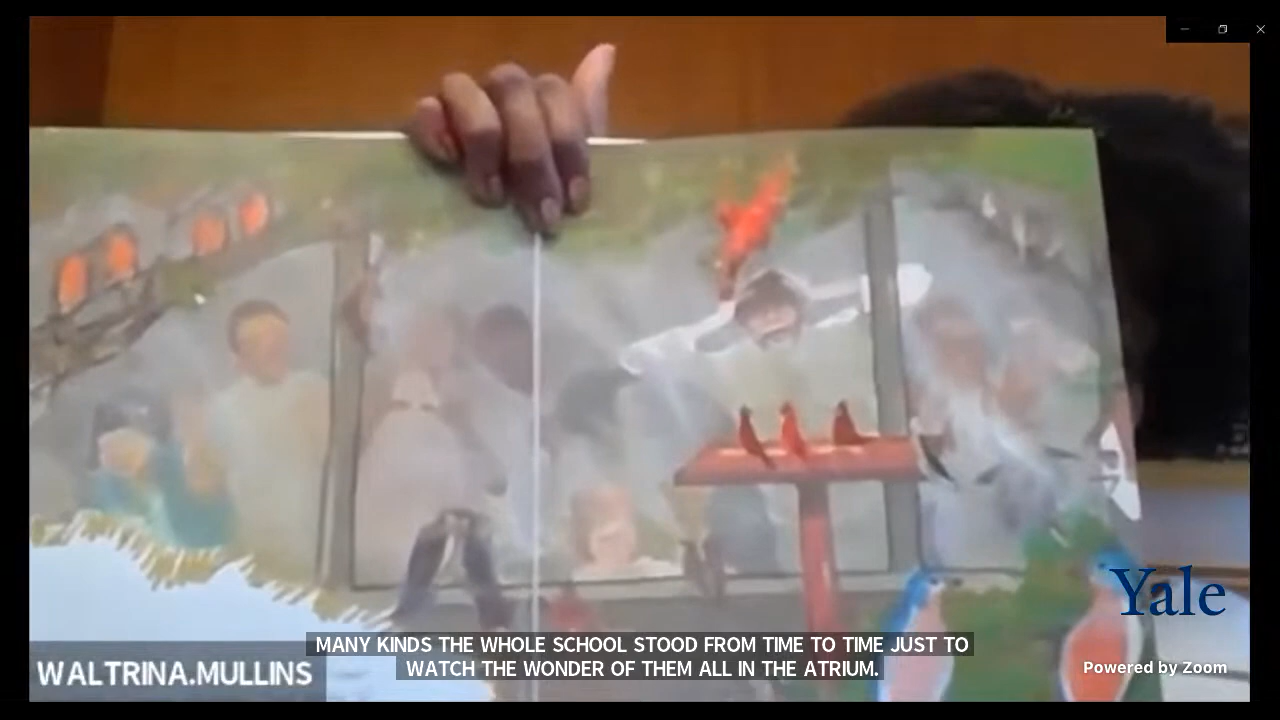 MANY KINDS THE WHOLE SCHOOL STOOD FROM TIME TO TIME JUST TO
WATCH THE WONDER OF THEM ALL IN THE ATRIUM.
WALTRINA.MULLINS
Yale
Powered by Zoom